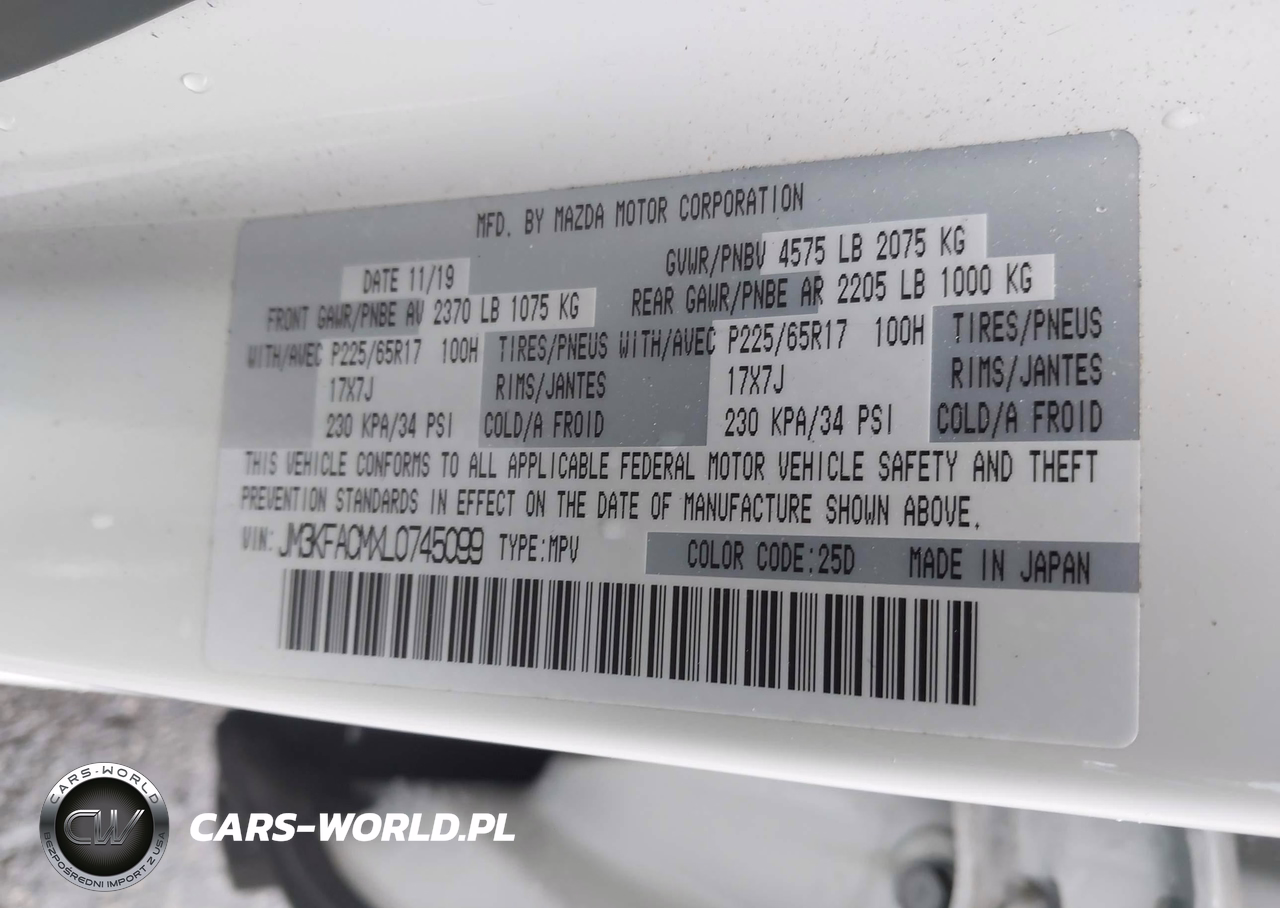 MFD. BY MAZDA MOTOR CORPORATION
DATE 11/19 GVWR/PNBV 4575 LB 2075 KG
FRONT GAWR/PNBE AV 2370 LB 1075 KG REAR GAWR/PNBE AR 2205 LB 1000 KG
WITH/AVEC P225/65R17 100H TIRES/PNEUS WITH/AVEC P225/65R17 100H TIRES/PNEUS
17X7J RIMS/JANTES 17X7J RIMS/JANTES
230 KPA/34 PSI COLD/A FROID 230 KPA/34 PSI COLD/A FROID
THIS VEHICLE CONFORMS TO ALL APPLICABLE FEDERAL MOTOR VEHICLE SAFETY AND THEFT
PREVENTION STANDARDS IN EFFECT ON THE DATE OF MANUFACTURE SHOWN ABOVE.
VIN: JM3KFACMXL0745099 TYPE:MPV COLOR CODE:25D MADE IN JAPAN
CARS-WORLD
CW
BEZPOŚREDNI IMPORT Z USA
CARS-WORLD.PL